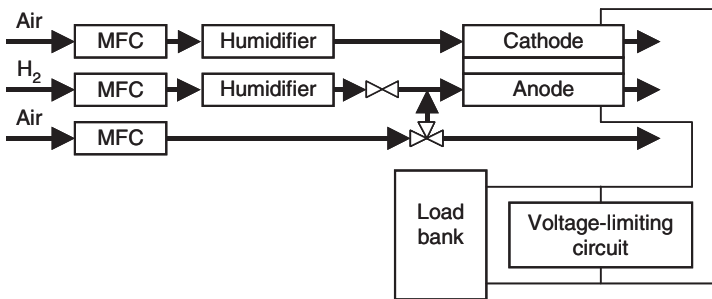 Air
MFC
Humidifier
Cathode
H2
MFC
Humidifier
Anode
Air
MFC
Load
bank
Voltage-limiting
circuit